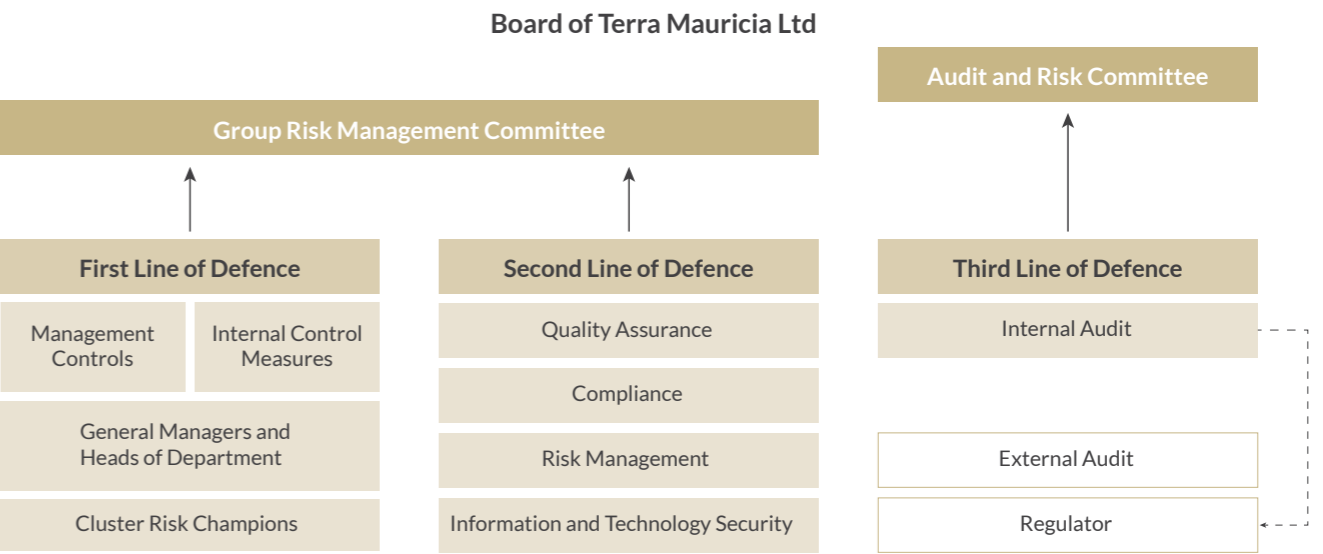 Board of Terra Mauricia Ltd
Audit and Risk Committee
Group Risk Management Committee
First Line of Defence
Management
Controls
Internal Control
Measures
General Managers and
Heads of Department
Cluster Risk Champions
Second Line of Defence
Quality Assurance
Compliance
Risk Management
Information and Technology Security
Third Line of Defence
Internal Audit
External Audit
Regulator